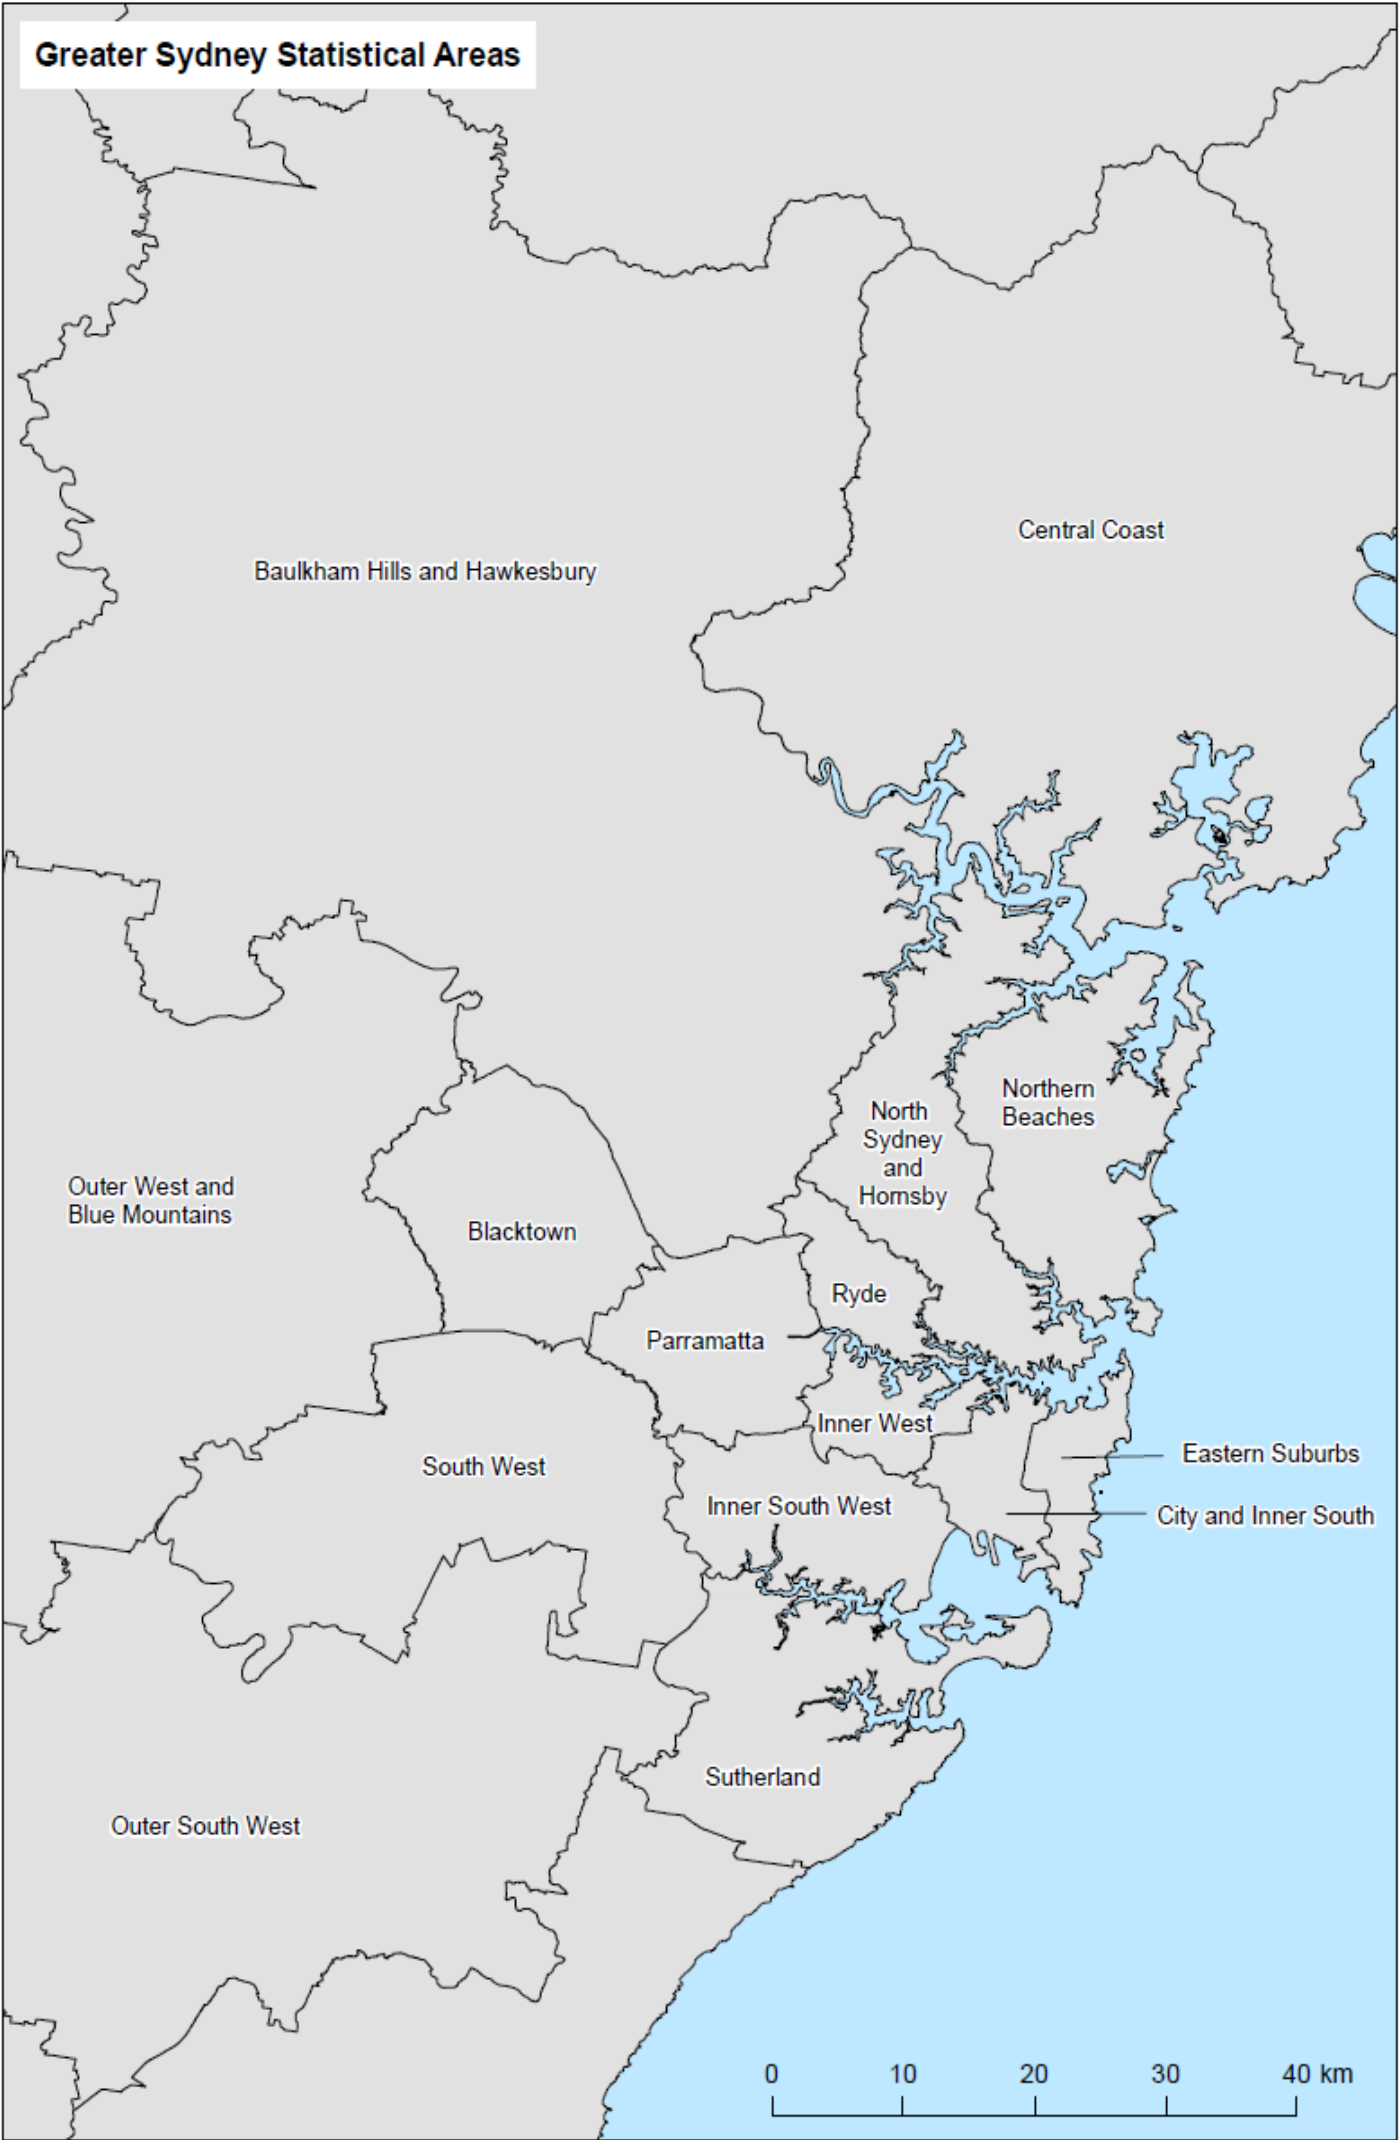 Greater Sydney Statistical Areas
Central Coast
Baulkham Hills and Hawkesbury
Northern
Beaches
North
Sydney
and
Hornsby
Outer West and
Blue Mountains
Blacktown
Ryde
Parramatta
Inner West
Eastern Suburbs
South West
Inner South West
City and Inner South
Sutherland
Outer South West
0 10 20 30 40 km